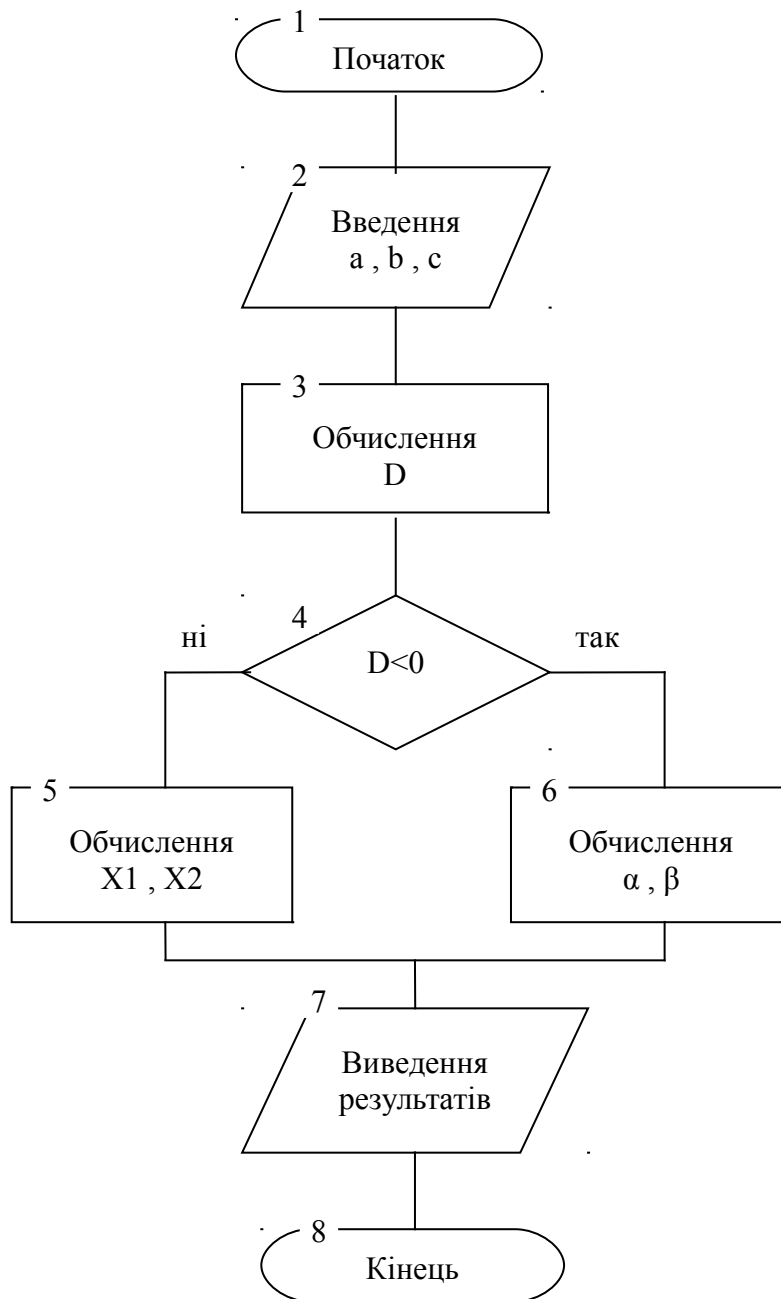 1
Початок
2
Введення
a , b , c
3
Обчислення
D
4
ні
так
D<0
5
Обчислення
X1 , X2
6
Обчислення
α , β
7
Виведення
результатів
8
Кінець